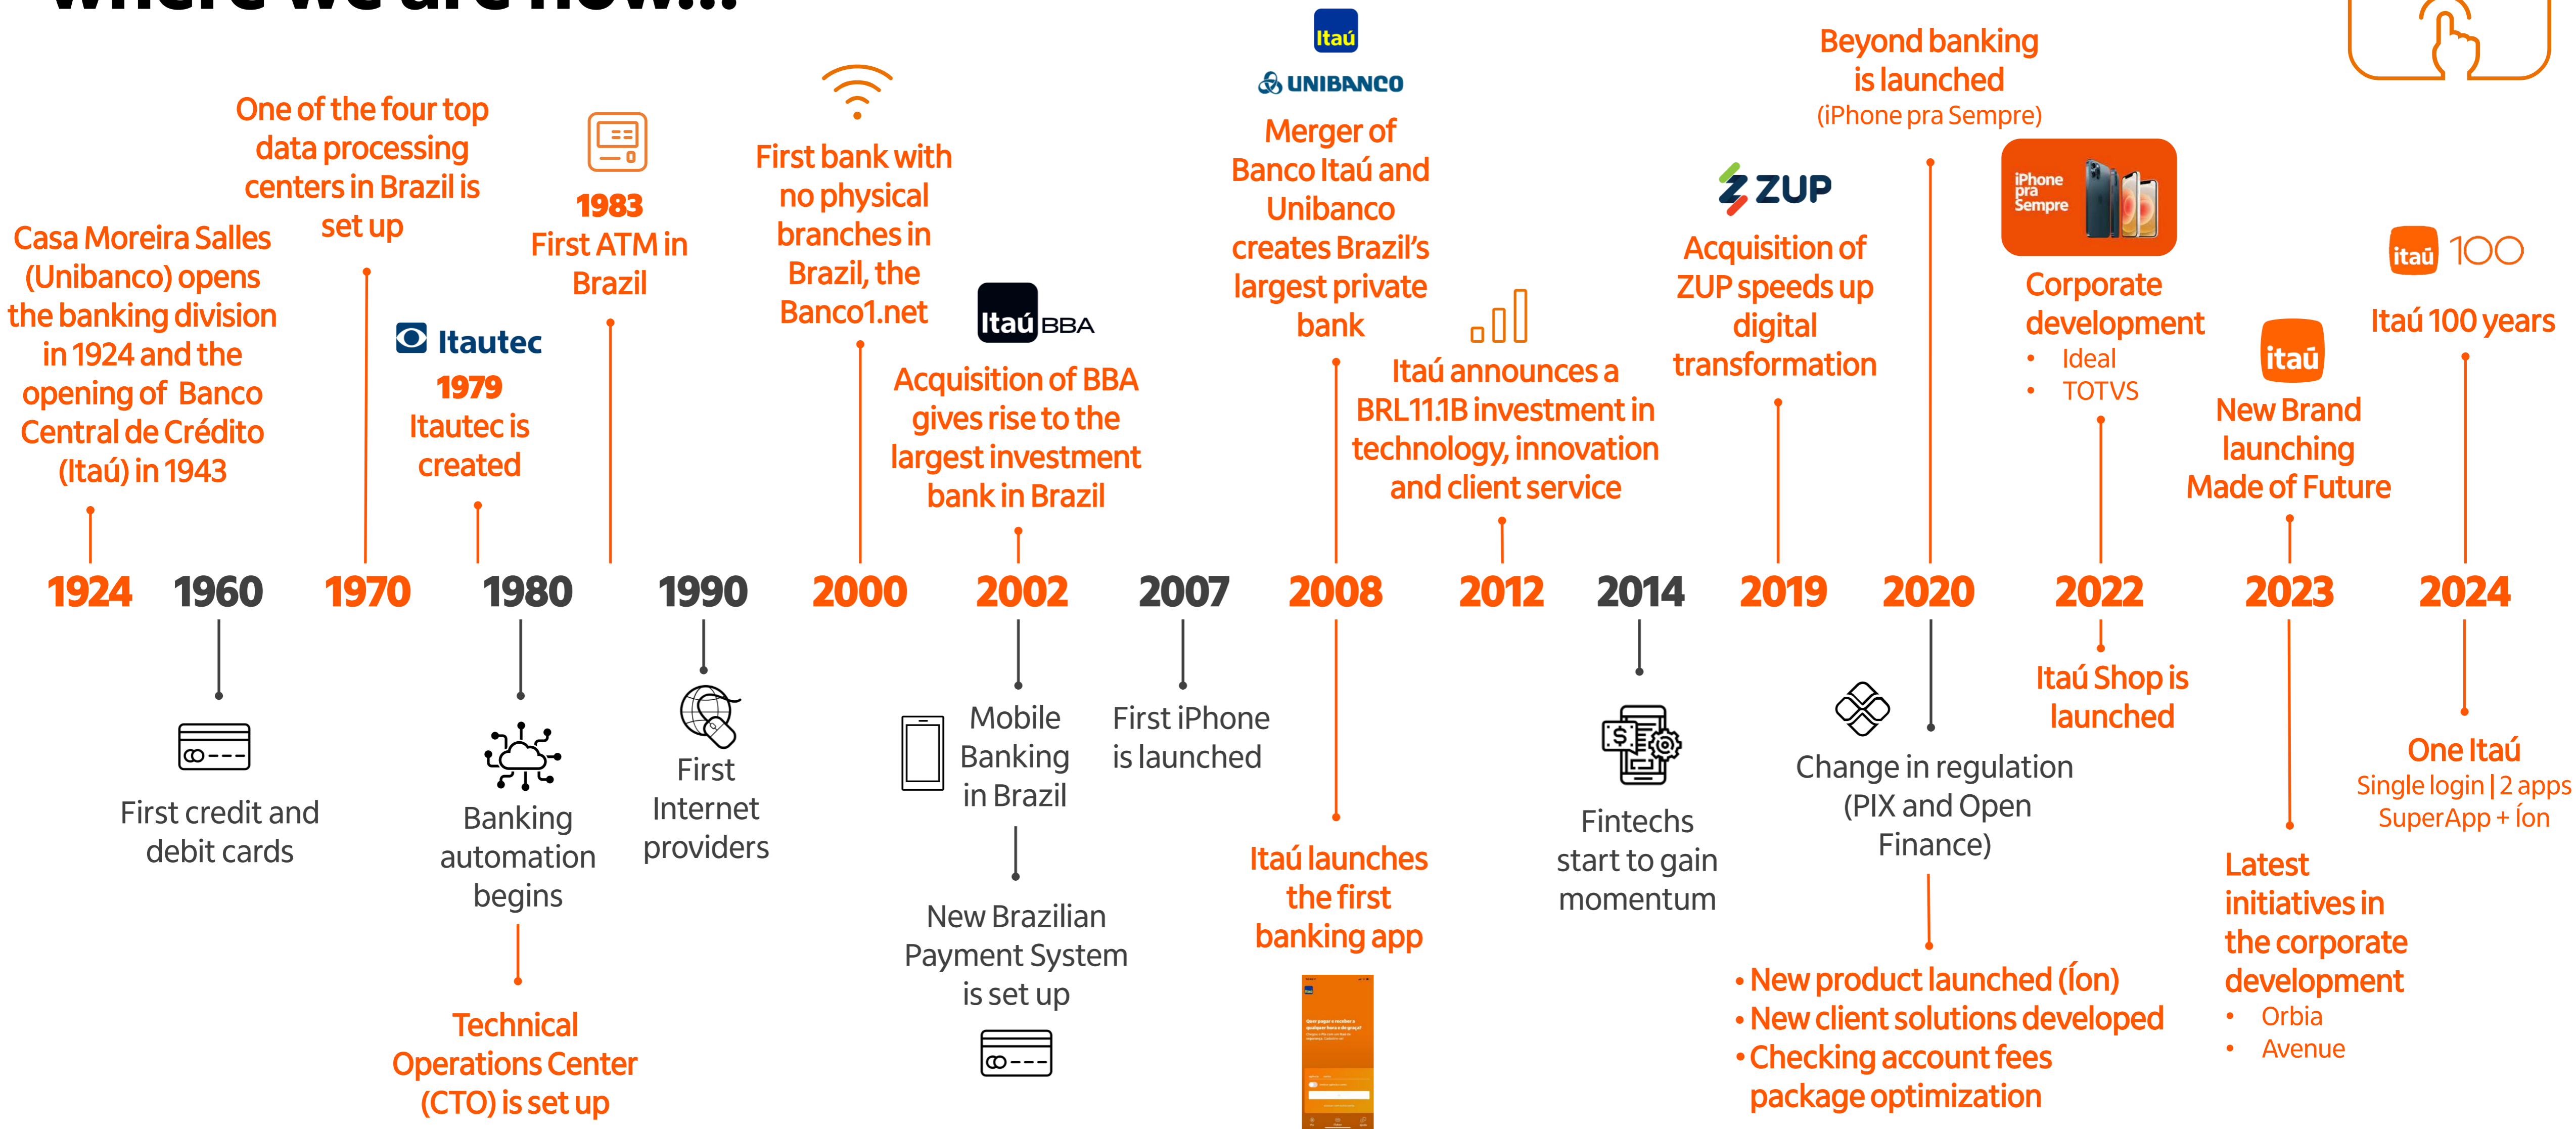 where we are now...
Casa Moreira Salles
(Unibanco) opens
the banking division
in 1924 and the
opening of Banco
Central de Crédito
(Itaú) in 1943
One of the four top
data processing
centers in Brazil is
set up
Itautec
1979
Itautec is
created
1983
First ATM in
Brazil
First bank with
no physical
branches in
Brazil, the
Banco1.net
Itaú BBA
Acquisition of BBA
gives rise to the
largest investment
bank in Brazil
Itaú
UNIBANCO
Merger of
Banco Itaú and
Unibanco
creates Brazil's
largest private
bank
Itaú announces a
BRL11.1B investment in
technology, innovation
and client service
ZUP
Acquisition of
ZUP speeds up
digital
transformation
Beyond banking
is launched
(iPhone pra Sempre)
iPhone
pra
Sempre
Corporate
development
• Ideal
• TOTVS
itaú
New Brand
launching
Made of Future
itaú 100
Itaú 100 years
1924 1960 1970 1980 1990 2000 2002 2007 2008 2012 2014 2019 2020 2022 2023 2024
First credit and
debit cards
Banking
automation
begins
Technical
Operations Center
(CTO) is set up
First
Internet
providers
Mobile
Banking
in Brazil
New Brazilian
Payment System
is set up
First iPhone
is launched
Itaú launches
the first
banking app
$
Fintechs
start to gain
momentum
Change in regulation
(PIX and Open
Finance)
• New product launched (Íon)
• New client solutions developed
• Checking account fees
package optimization
Itaú Shop is
launched
Latest
initiatives in
the corporate
development
• Orbia
• Avenue
One Itaú
Single login | 2 apps
SuperApp + Íon